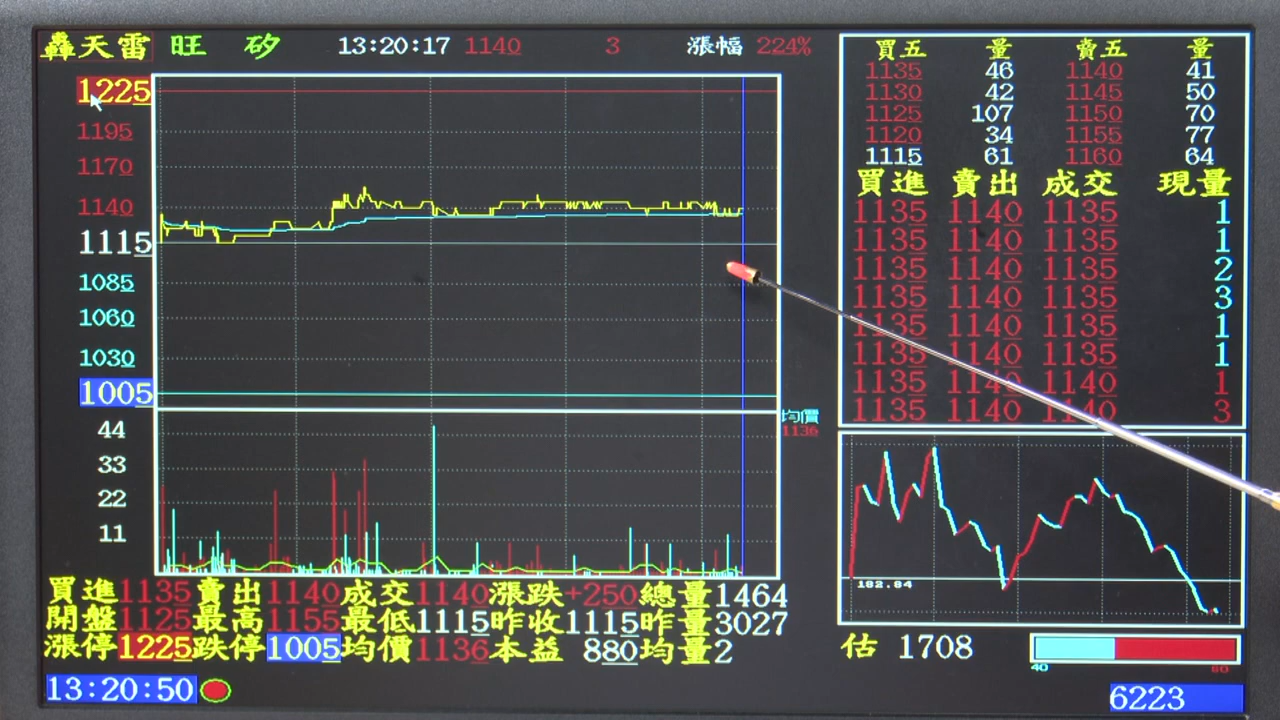 轟天雷 旺 矽 13:20:17 1140 3 漲幅 224%
1225
1195
1170
1140
1115
1085
1060
1030
1005
44
33
22
11
均價
1136
買五 量 賣五 量
1135 46 1140 41
1130 42 1145 50
1125 107 1150 70
1120 34 1155 77
1115 61 1160 64
買進 賣出 成交 現量
1135 1140 1135 1
1135 1140 1135 1
1135 1140 1135 2
1135 1140 1135 3
1135 1140 1135 1
1135 1140 1135 1
1135 1140 1140 1
1135 1140 1140 3
182.84
買進1135賣出1140成交1140漲跌+250總量1464
開盤1125最高1155最低1115昨收1115昨量3027
漲停1225跌停1005均價1136本益 880均量2
估 1708
40 60
13:20:50
6223